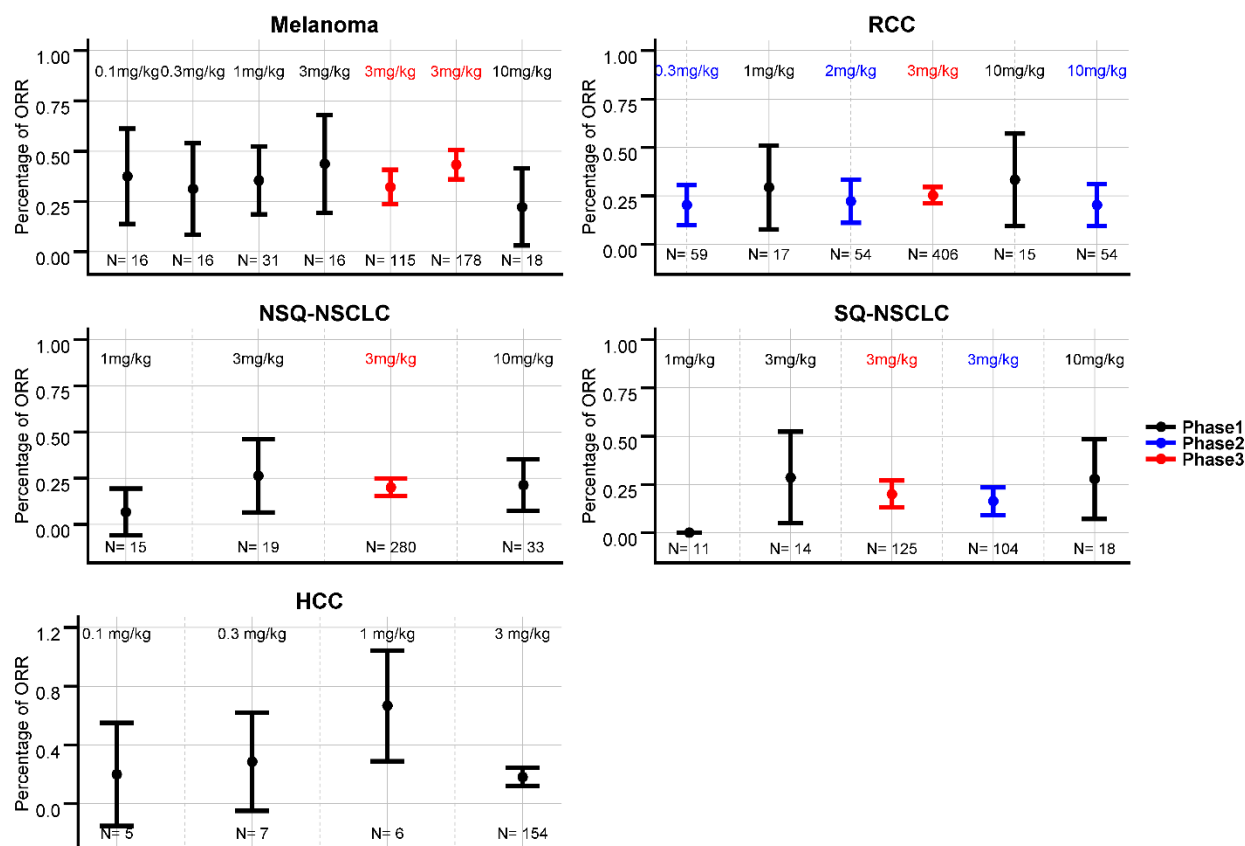 Melanoma
Percentage of ORR
1.00
0.75
0.50
0.25
0.00
0.1mg/kg 0.3mg/kg 1mg/kg 3mg/kg 3mg/kg 3mg/kg 10mg/kg
N= 16 N= 16 N= 31 N= 16 N= 115 N= 178 N= 18
RCC
Percentage of ORR
1.00
0.75
0.50
0.25
0.00
0.3mg/kg 1mg/kg 2mg/kg 3mg/kg 10mg/kg 10mg/kg
N= 59 N= 17 N= 54 N= 406 N= 15 N= 54
NSQ-NSCLC
Percentage of ORR
1.00
0.75
0.50
0.25
0.00
1mg/kg 3mg/kg 3mg/kg 10mg/kg
N= 15 N= 19 N= 280 N= 33
SQ-NSCLC
Percentage of ORR
1.00
0.75
0.50
0.25
0.00
1mg/kg 3mg/kg 3mg/kg 3mg/kg 10mg/kg
N= 11 N= 14 N= 125 N= 104 N= 18
Phase1
Phase2
Phase3
HCC
Percentage of ORR
1.2
0.8
0.4
0.0
0.1 mg/kg 0.3 mg/kg 1 mg/kg 3 mg/kg
N= 5 N= 7 N= 6 N= 154